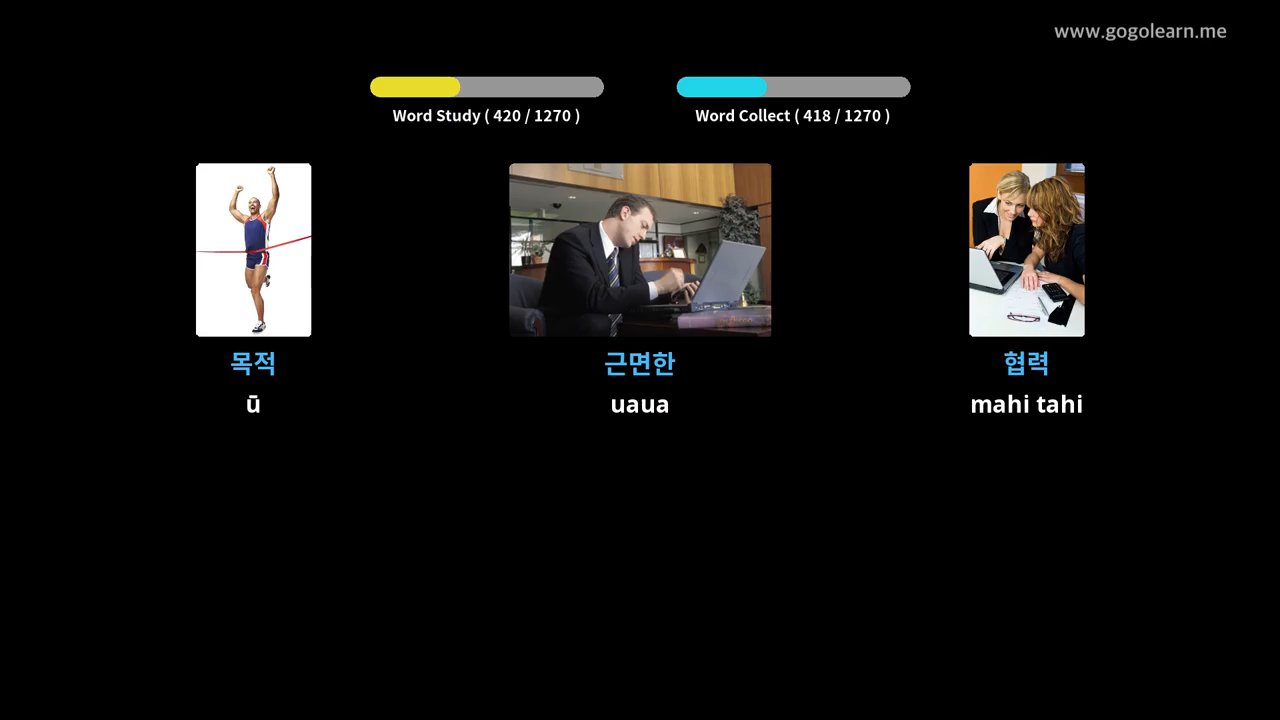 www.gogolearn.me
Word Study ( 420 / 1270 )
Word Collect ( 418 / 1270 )
목적
근면한
협력
ū
uaua
mahi tahi